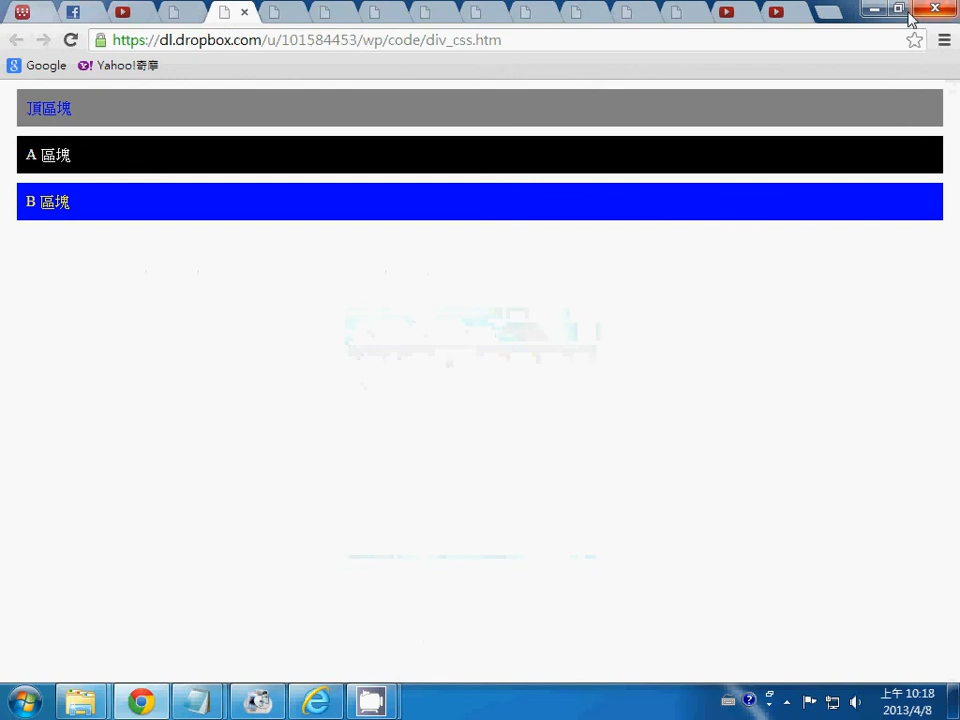 https://dl.dropbox.com/u/101584453/wp/code/div_css.htm
Google Yahoo!奇摩
頂區塊
A 區塊
B 區塊
上午 10:18
2013/4/8